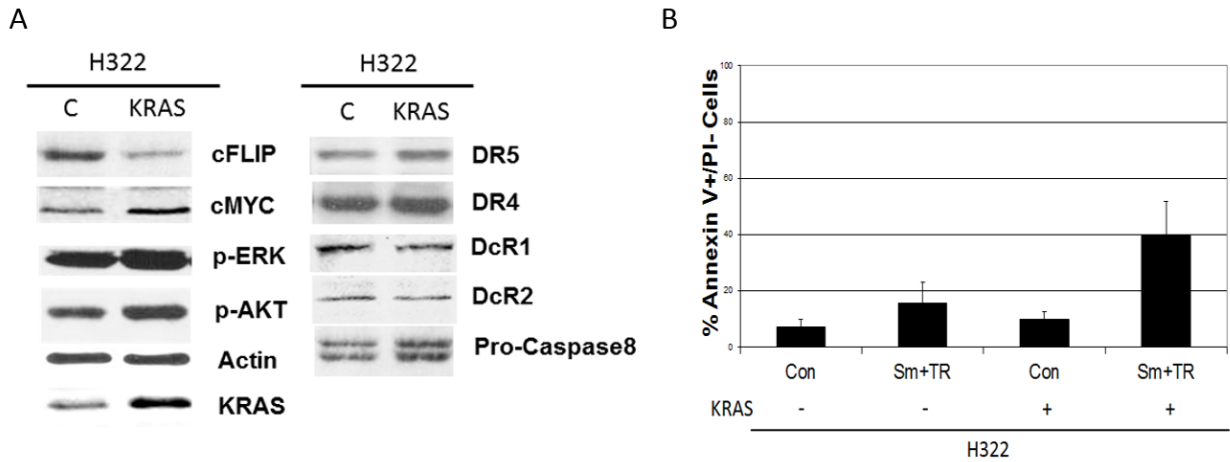 A
H322
C KRAS
cFLIP
cMYC
p-ERK
p-AKT
Actin
KRAS
H322
C KRAS
DR5
DR4
DcR1
DcR2
Pro-Caspase8
B
% Annexin V+/PI- Cells
100
80
60
40
20
0
Con Sm+TR Con Sm+TR
KRAS - - + +
H322